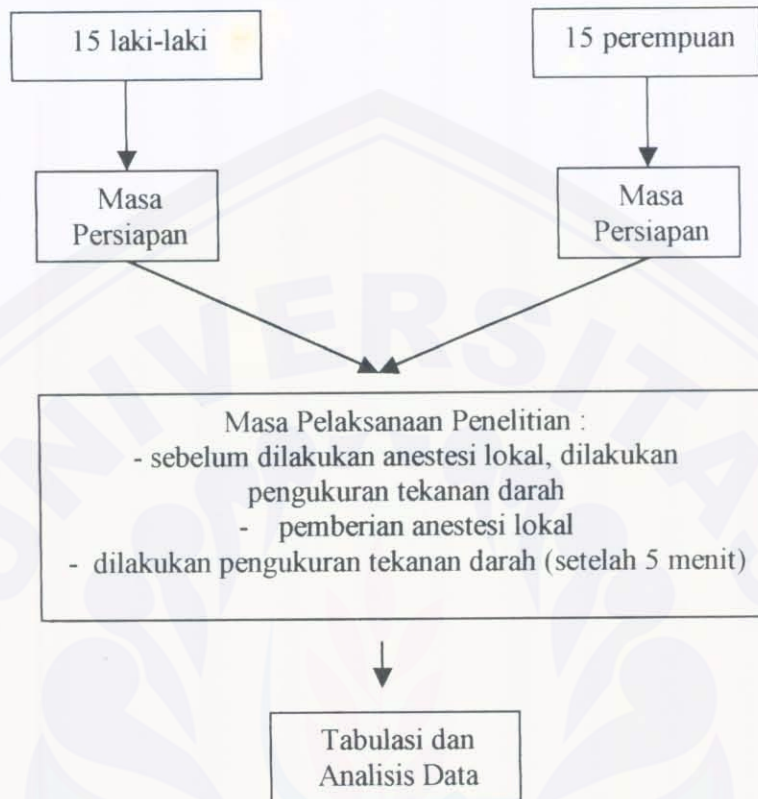 15 laki-laki
15 perempuan
Masa
Persiapan
Masa
Persiapan
Masa Pelaksanaan Penelitian :
- sebelum dilakukan anestesi lokal, dilakukan
pengukuran tekanan darah
- pemberian anestesi lokal
- dilakukan pengukuran tekanan darah (setelah 5 menit)
Tabulasi dan
Analisis Data
UNIVERSITAS